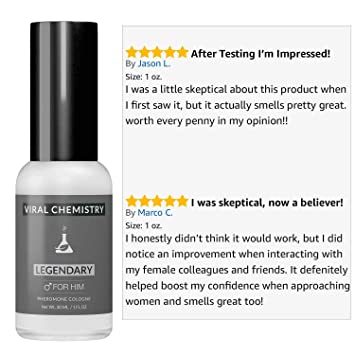 VIRAL CHEMISTRY
LEGENDARY
♂ FOR HIM
PHEROMONE COLOGNE
After Testing I'm Impressed!
By Jason L.
Size: 1 oz.
I was a little skeptical about this product when
I first saw it, but it actually smells pretty great.
worth every penny in my opinion!!
I was skeptical, now a believer!
By Marco C.
Size: 1 oz.
I honestly didn't think it would work, but I did
notice an improvement when interacting with
my female colleagues and friends. It defenitely
helped boost my confidence when approaching
women and smells great too!